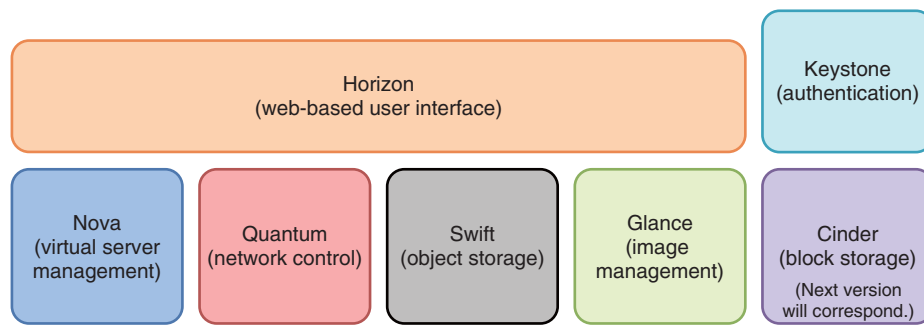 Horizon
(web-based user interface)
Keystone
(authentication)
Nova
(virtual server
management)
Quantum
(network control)
Swift
(object storage)
Glance
(image
management)
Cinder
(block storage)
(Next version
will correspond.)